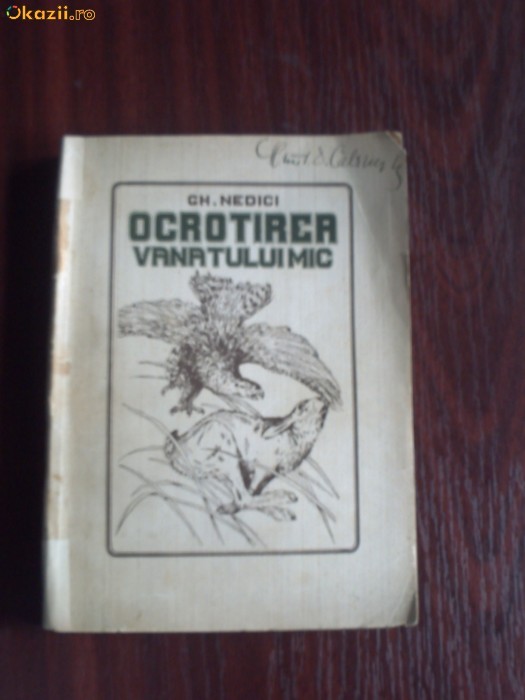 Okazii.ro
GH. NEDICI
OCROTIREA
VANATULUI MIC